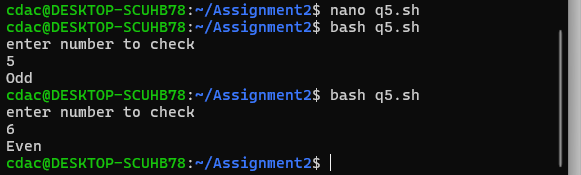 cdac@DESKTOP-SCUHB78:~/Assignment2$ nano q5.sh
cdac@DESKTOP-SCUHB78:~/Assignment2$ bash q5.sh
enter number to check
5
Odd
cdac@DESKTOP-SCUHB78:~/Assignment2$ bash q5.sh
enter number to check
6
Even
cdac@DESKTOP-SCUHB78:~/Assignment2$